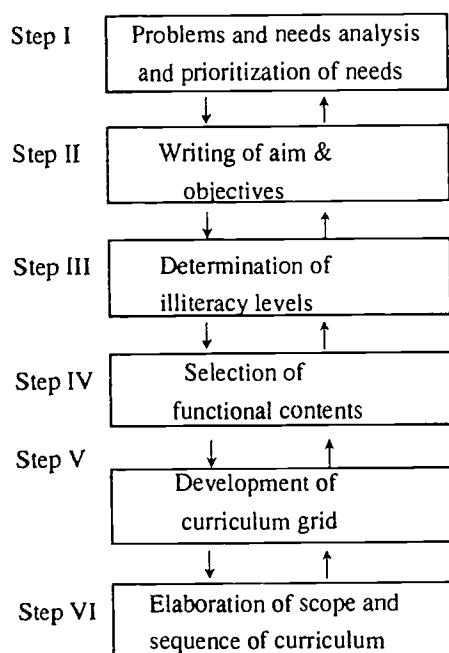 Step I
Problems and needs analysis
and prioritization of needs
Step II
Writing of aim &
objectives
Step III
Determination of
illiteracy levels
Step IV
Selection of
functional contents
Step V
Development of
curriculum grid
Step VI
Elaboration of scope and
sequence of curriculum